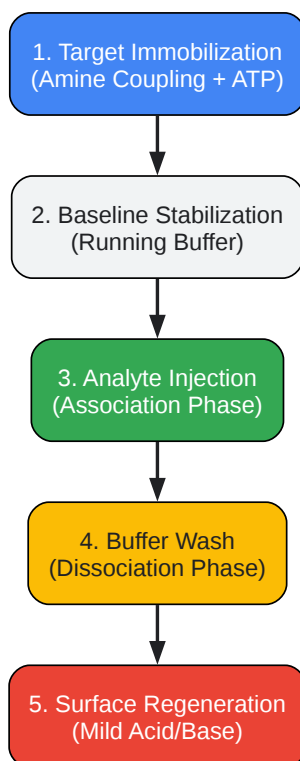 1. Target Immobilization
(Amine Coupling + ATP)
2. Baseline Stabilization
(Running Buffer)
3. Analyte Injection
(Association Phase)
4. Buffer Wash
(Dissociation Phase)
5. Surface Regeneration
(Mild Acid/Base)